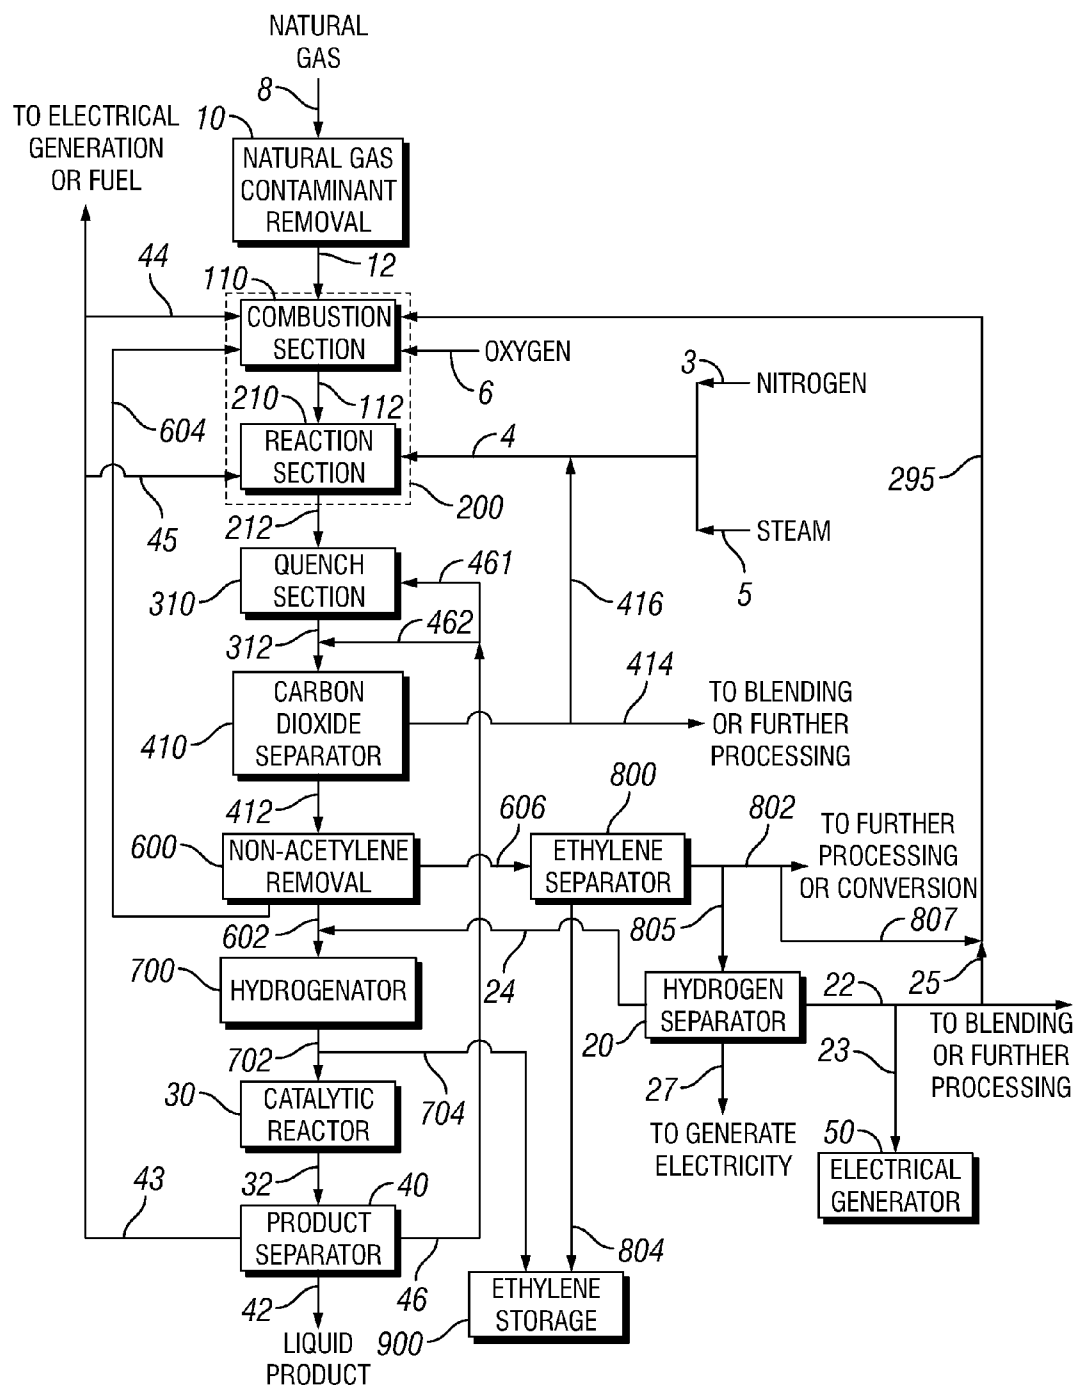 NATURAL
GAS
8
TO ELECTRICAL
GENERATION
OR FUEL
10
NATURAL GAS
CONTAMINANT
REMOVAL
12
44
110
COMBUSTION
SECTION
OXYGEN
6
112
3
NITROGEN
604
210
REACTION
SECTION
4
295
45
212
200
STEAM
5
QUENCH
SECTION
310
461
416
312
462
CARBON
DIOXIDE
SEPARATOR
410
414
TO BLENDING
OR FURTHER
PROCESSING
412
600
NON-ACETYLENE
REMOVAL
606
800
ETHYLENE
SEPARATOR
802
TO FURTHER
PROCESSING
OR CONVERSION
602
24
805
807
700
HYDROGENATOR
HYDROGEN
SEPARATOR
20
22
25
TO BLENDING
OR FURTHER
PROCESSING
702
704
27
23
30
CATALYTIC
REACTOR
TO GENERATE
ELECTRICITY
50
ELECTRICAL
GENERATOR
32
43
40
PRODUCT
SEPARATOR
46
804
42
ETHYLENE
STORAGE
900
LIQUID
PRODUCT